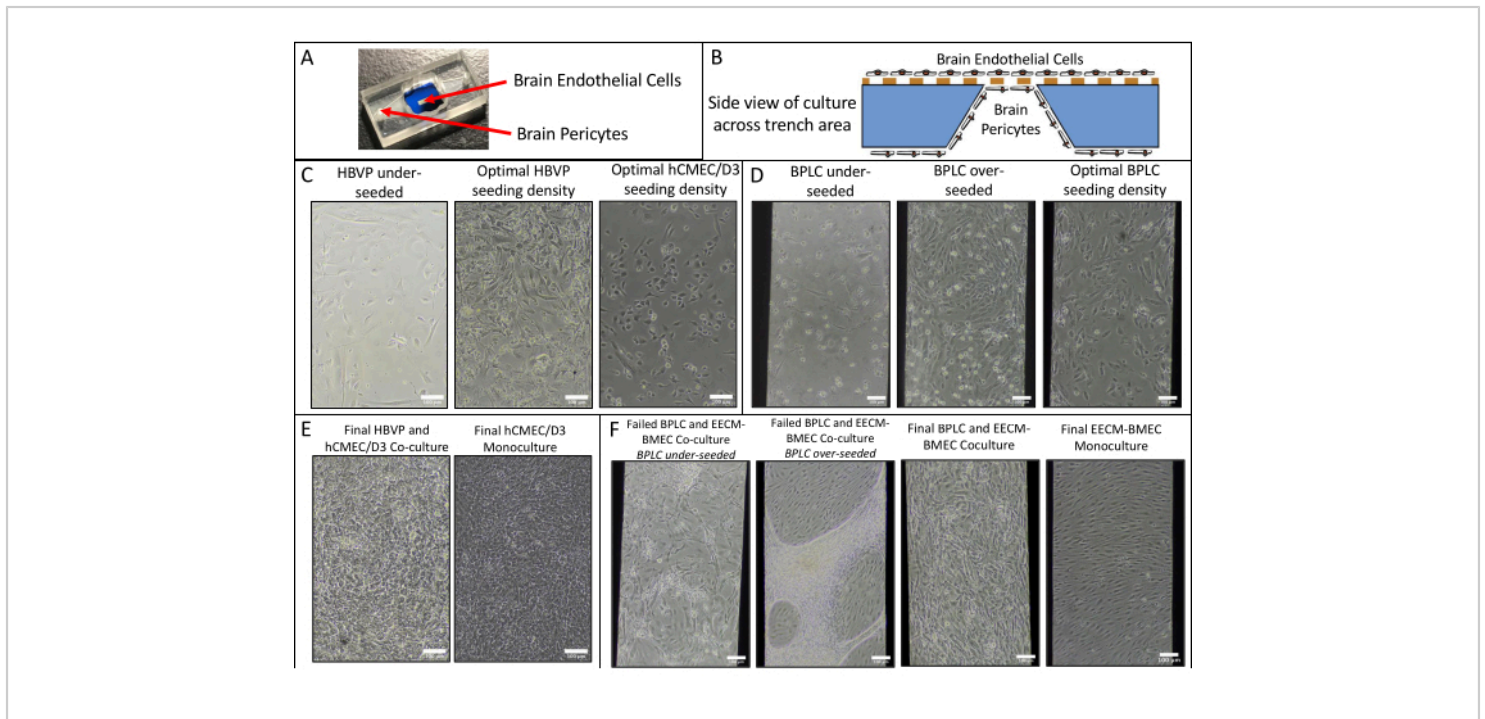 A
Brain Endothelial Cells
Brain Pericytes
B
Brain Endothelial Cells
Side view of culture
across trench area
Brain
Pericytes
C
HBVP under-
seeded
Optimal HBVP
seeding density
Optimal hCMEC/D3
seeding density
D
BPLC under-
seeded
BPLC over-
seeded
Optimal BPLC
seeding density
E
Final HBVP and
hCMEC/D3 Co-culture
Final hCMEC/D3
Monoculture
F
Failed BPLC and EECM-
BMEC Co-culture
BPLC under-seeded
Failed BPLC and EECM-
BMEC Co-culture
BPLC over-seeded
Final BPLC and EECM-
BMEC Coculture
Final EECM-BMEC
Monoculture
100 µm